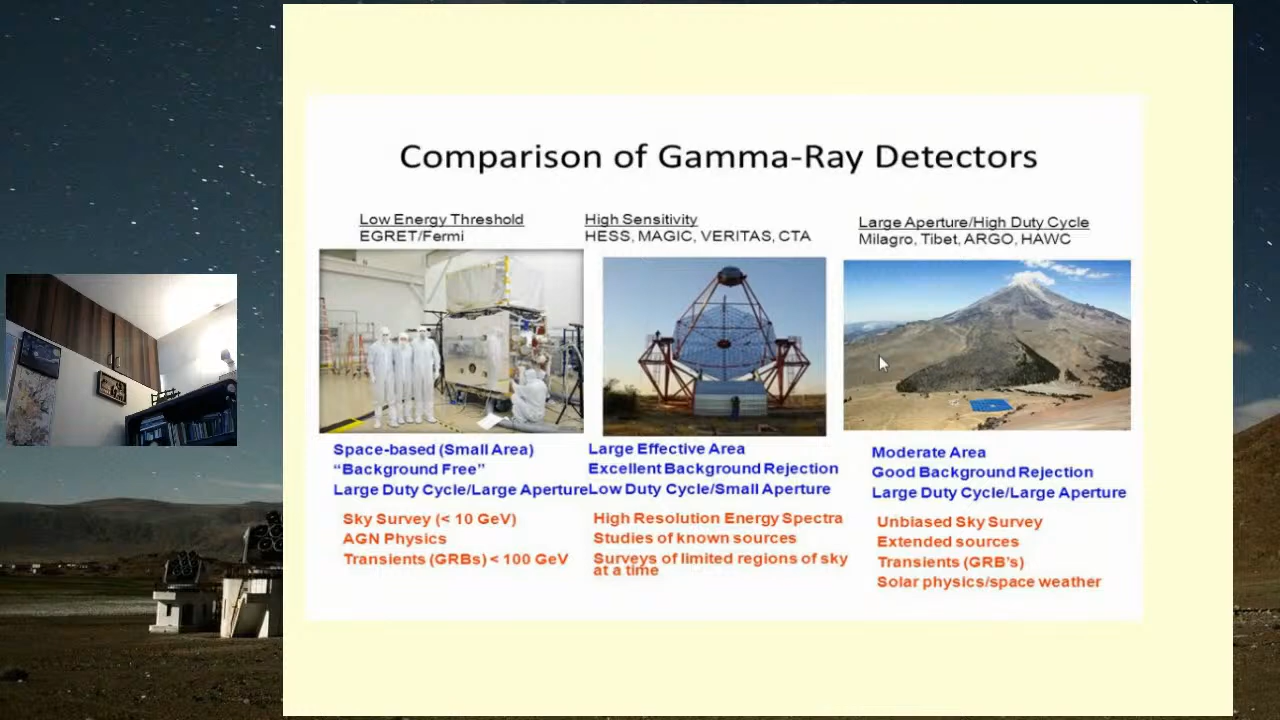 Comparison of Gamma-Ray Detectors
Low Energy Threshold
EGRET/Fermi
High Sensitivity
HESS, MAGIC, VERITAS, CTA
Large Aperture/High Duty Cycle
Milagro, Tibet, ARGO, HAWC
Space-based (Small Area)
“Background Free”
Large Duty Cycle/Large Aperture
Large Effective Area
Excellent Background Rejection
Low Duty Cycle/Small Aperture
Moderate Area
Good Background Rejection
Large Duty Cycle/Large Aperture
Sky Survey (< 10 GeV)
AGN Physics
Transients (GRBs) < 100 GeV
High Resolution Energy Spectra
Studies of known sources
Surveys of limited regions of sky
at a time
Unbiased Sky Survey
Extended sources
Transients (GRB's)
Solar physics/space weather